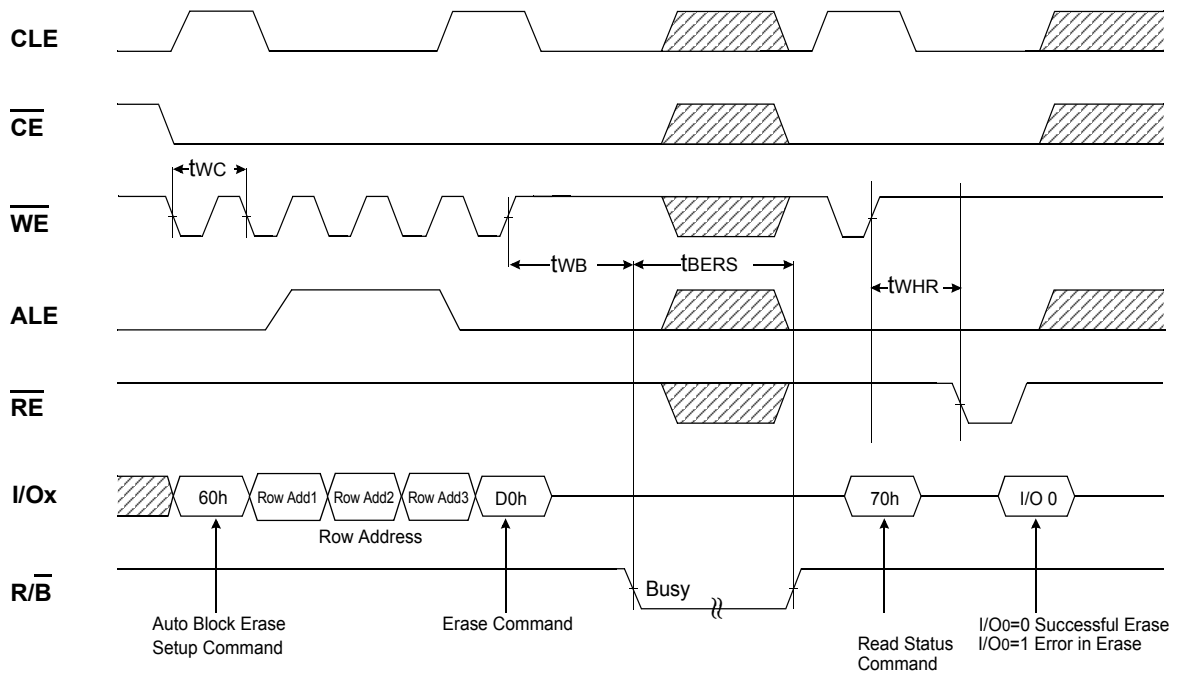 CLE
CE
tWC
WE
tWB
tBERS
tWHR
ALE
RE
I/Ox
60h
Row Add1
Row Add2
Row Add3
D0h
70h
I/O 0
Row Address
R/B
Busy
Auto Block Erase
Setup Command
Erase Command
Read Status
Command
I/O0=0 Successful Erase
I/O0=1 Error in Erase